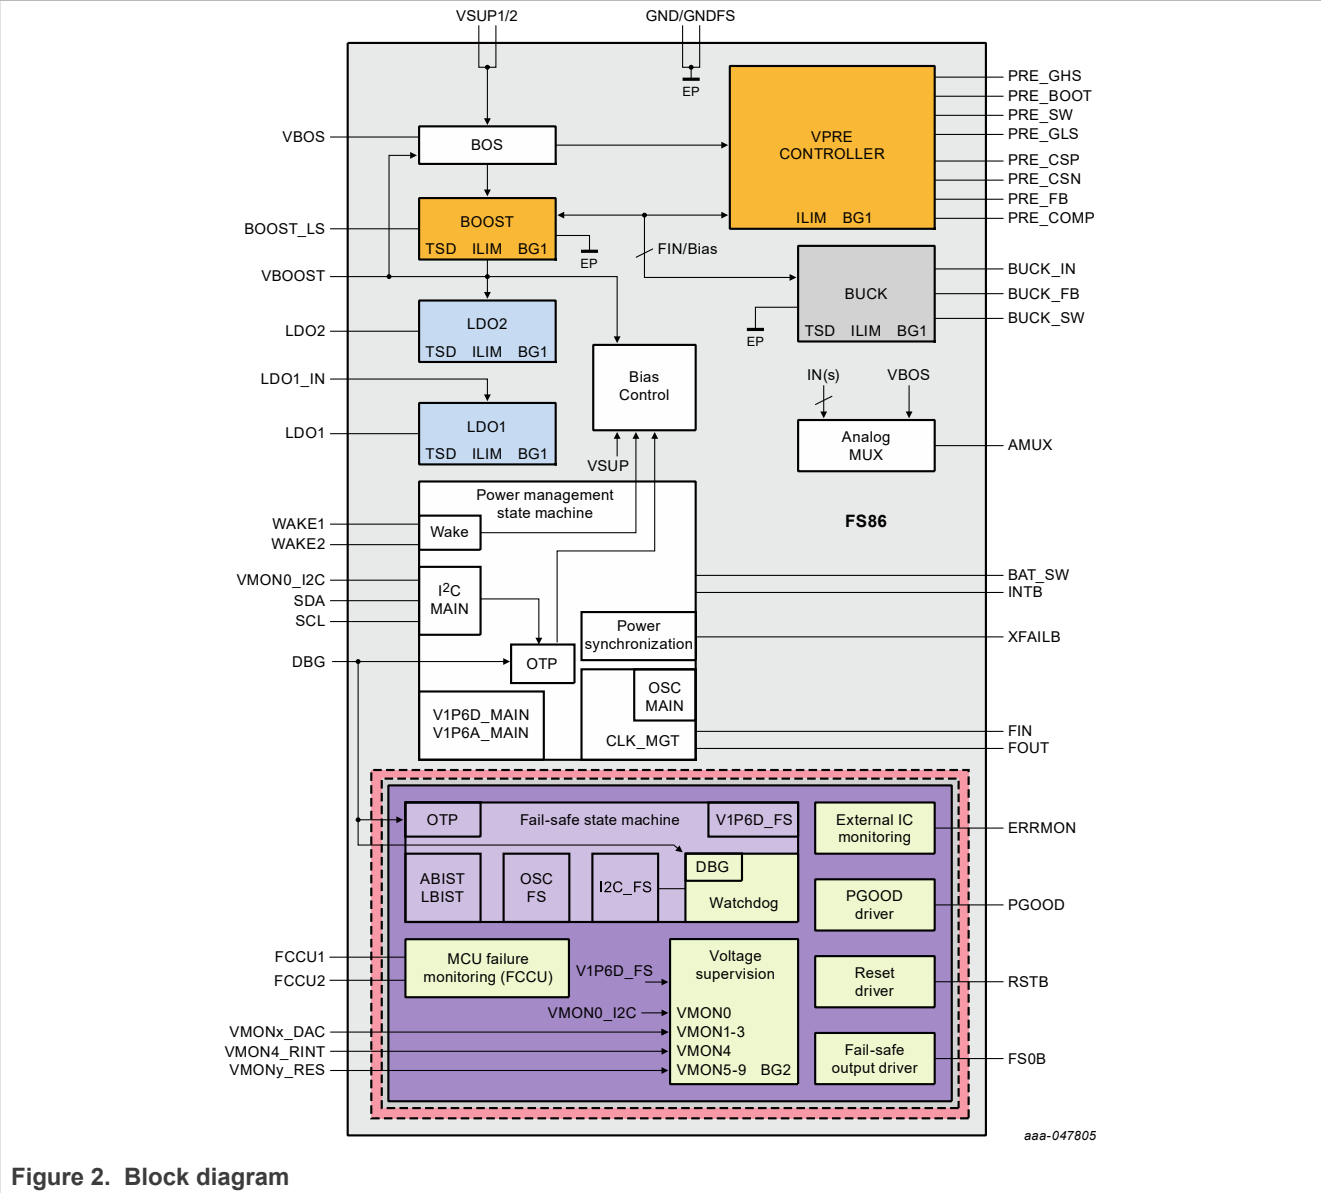 VSUP1/2
GND/GNDFS
EP
VBOS
BOS
BOOST_LS
BOOST
TSD ILIM BG1
EP
VBOOST
LDO2
LDO2
TSD ILIM BG1
LDO1_IN
LDO1
LDO1
TSD ILIM BG1
VPRE
CONTROLLER
ILIM BG1
PRE_GHS
PRE_BOOT
PRE_SW
PRE_GLS
PRE_CSP
PRE_CSN
PRE_FB
PRE_COMP
FIN/Bias
BUCK
TSD ILIM BG1
EP
BUCK_IN
BUCK_FB
BUCK_SW
Bias
Control
VSUP
IN(s)
VBOS
Analog
MUX
AMUX
FS86
Power management
state machine
WAKE1
WAKE2
Wake
VMON0_I2C
SDA
SCL
I2C
MAIN
DBG
OTP
Power
synchronization
OSC
MAIN
CLK_MGT
V1P6D_MAIN
V1P6A_MAIN
BAT_SW
INTB
XFAILB
FIN
FOUT
OTP
Fail-safe state machine
V1P6D_FS
ABIST
LBIST
OSC
FS
I2C_FS
DBG
Watchdog
External IC
monitoring
ERRMON
PGOOD
driver
PGOOD
FCCU1
FCCU2
MCU failure
monitoring (FCCU)
V1P6D_FS
Voltage
supervision
VMON0_I2C
VMON0
VMONx_DAC
VMON1-3
VMON4_RINT
VMON4
VMONy_RES
VMON5-9 BG2
Reset
driver
RSTB
Fail-safe
output driver
FS0B
aaa-047805
Figure 2. Block diagram